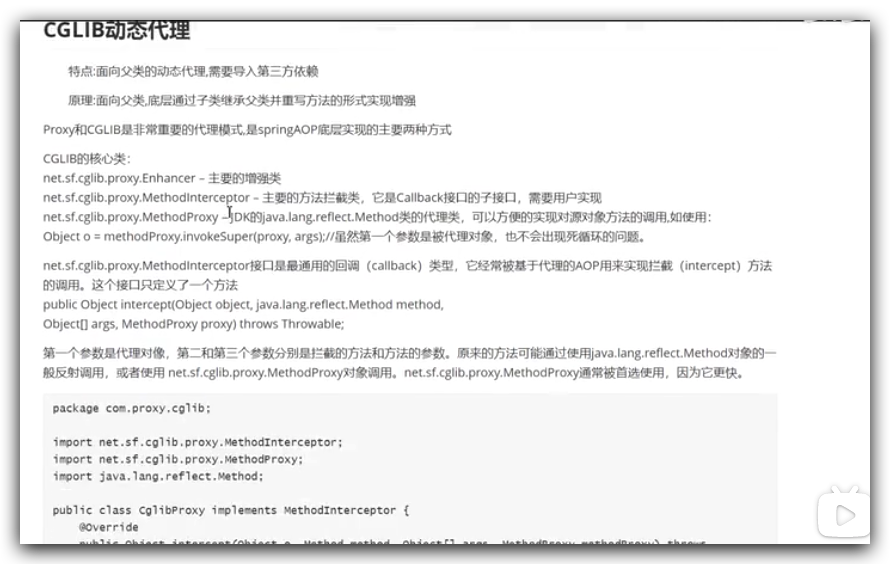 CGLIB动态代理
特点:面向父类的动态代理,需要导入第三方依赖
原理:面向父类,底层通过子类继承父类并重写方法的形式实现增强
Proxy和CGLIB是非常重要的代理模式,是springAOP底层实现的主要两种方式
CGLIB的核心类：
net.sf.cglib.proxy.Enhancer – 主要的增强类
net.sf.cglib.proxy.MethodInterceptor – 主要的方法拦截类，它是Callback接口的子接口，需要用户实现
net.sf.cglib.proxy.MethodProxy – JDK的java.lang.reflect.Method类的代理类，可以方便的实现对源对象方法的调用,如使用：
Object o = methodProxy.invokeSuper(proxy, args);//虽然第一个参数是被代理对象，也不会出现死循环的问题。
net.sf.cglib.proxy.MethodInterceptor接口是最通用的回调（callback）类型，它经常被基于代理的AOP用来实现拦截（intercept）方法
的调用。这个接口只定义了一个方法
public Object intercept(Object object, java.lang.reflect.Method method,
Object[] args, MethodProxy proxy) throws Throwable;
第一个参数是代理对像，第二和第三个参数分别是拦截的方法和方法的参数。原来的方法可能通过使用java.lang.reflect.Method对象的一
般反射调用，或者使用 net.sf.cglib.proxy.MethodProxy对象调用。net.sf.cglib.proxy.MethodProxy通常被首选使用，因为它更快。
package com.proxy.cglib;
import net.sf.cglib.proxy.MethodInterceptor;
import net.sf.cglib.proxy.MethodProxy;
import java.lang.reflect.Method;
public class CglibProxy implements MethodInterceptor {
@Override
public Object intercept(Object o, Method method, Object[] args, MethodProxy methodProxy) throws